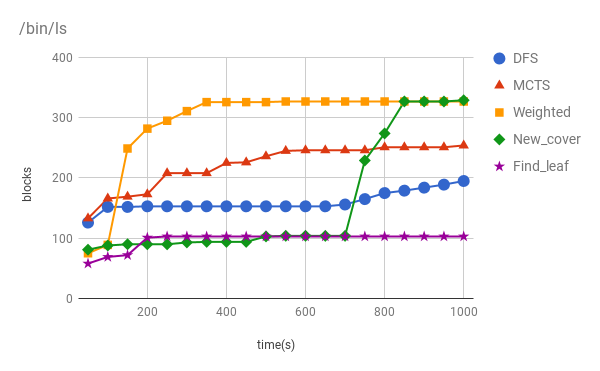 /bin/ls
400
300
200
100
0
blocks
200
400
600
800
1000
time(s)
DFS
MCTS
Weighted
New_cover
Find_leaf